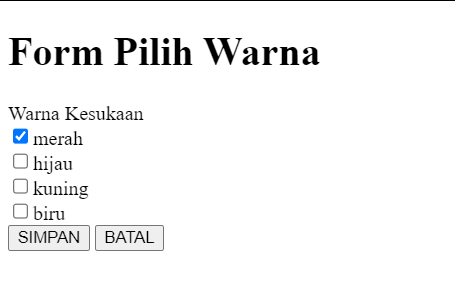 Form Pilih Warna
Warna Kesukaan
merah
hijau
kuning
biru
SIMPAN BATAL